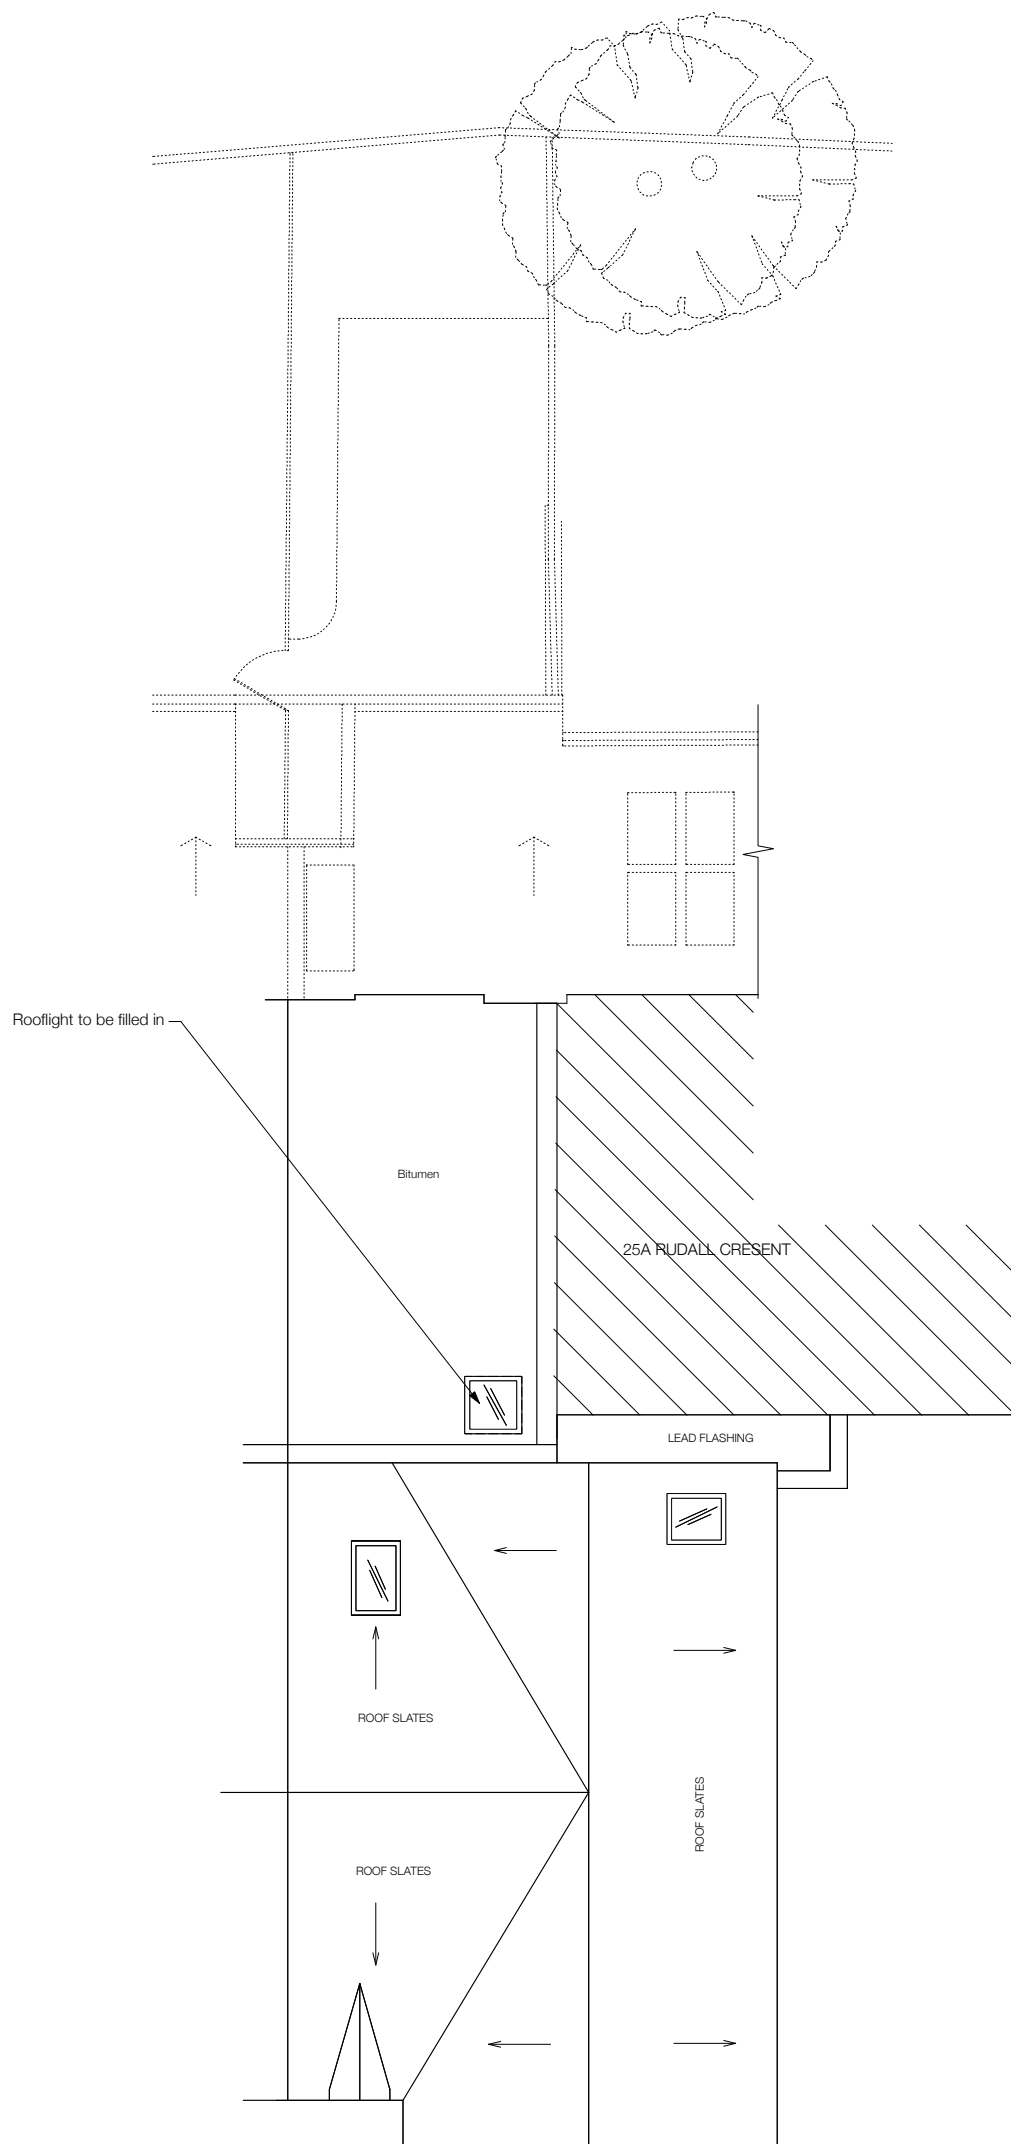 Rooflight to be filled in
Bitumen
25A RUDALL CRESENT
LEAD FLASHING
ROOF SLATES
ROOF SLATES
ROOF SLATES